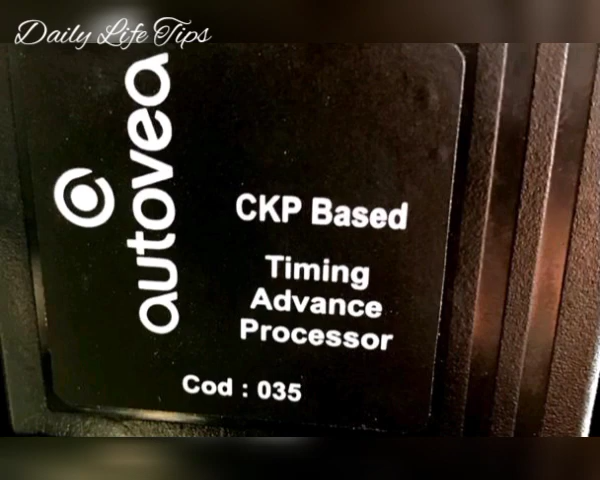 Daily Life Tips
autovea
CKP Based
Timing
Advance
Processor
Cod : 035